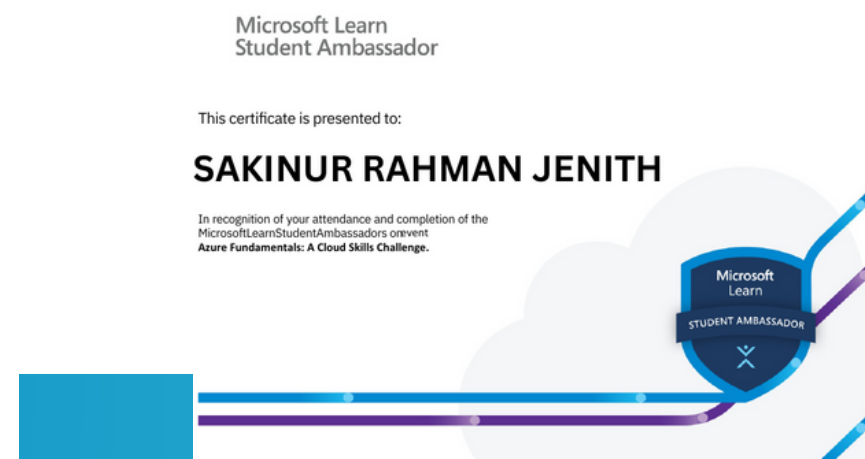 Microsoft Learn
Student Ambassador
This certificate is presented to:
SAKINUR RAHMAN JENITH
In recognition of your attendance and completion of the
MicrosoftLearnStudentAmbassadors onevent
Azure Fundamentals: A Cloud Skills Challenge.
Microsoft
Learn
STUDENT AMBASSADOR